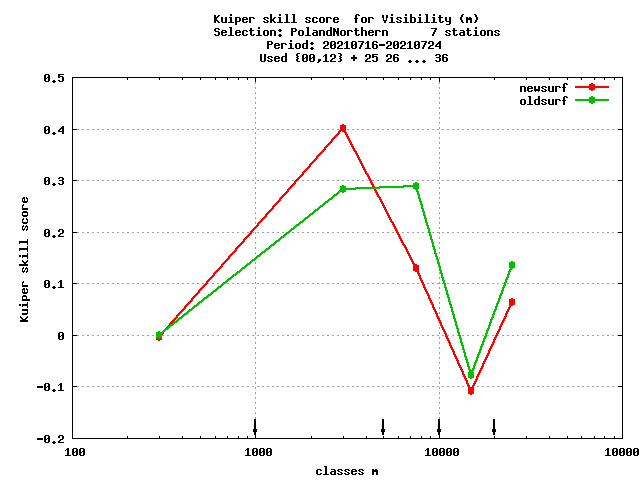 Kuiper skill score  for Visibility (m)
Selection: PolandNorthern      7 stations
Period: 20210716-20210724
Used {00,12} + 25 26 ... 36
newsurf
oldsurf
0.5
0.4
0.3
0.2
0.1
0
-0.1
-0.2
Kuiper skill score
100
1000
10000
10000
classes m